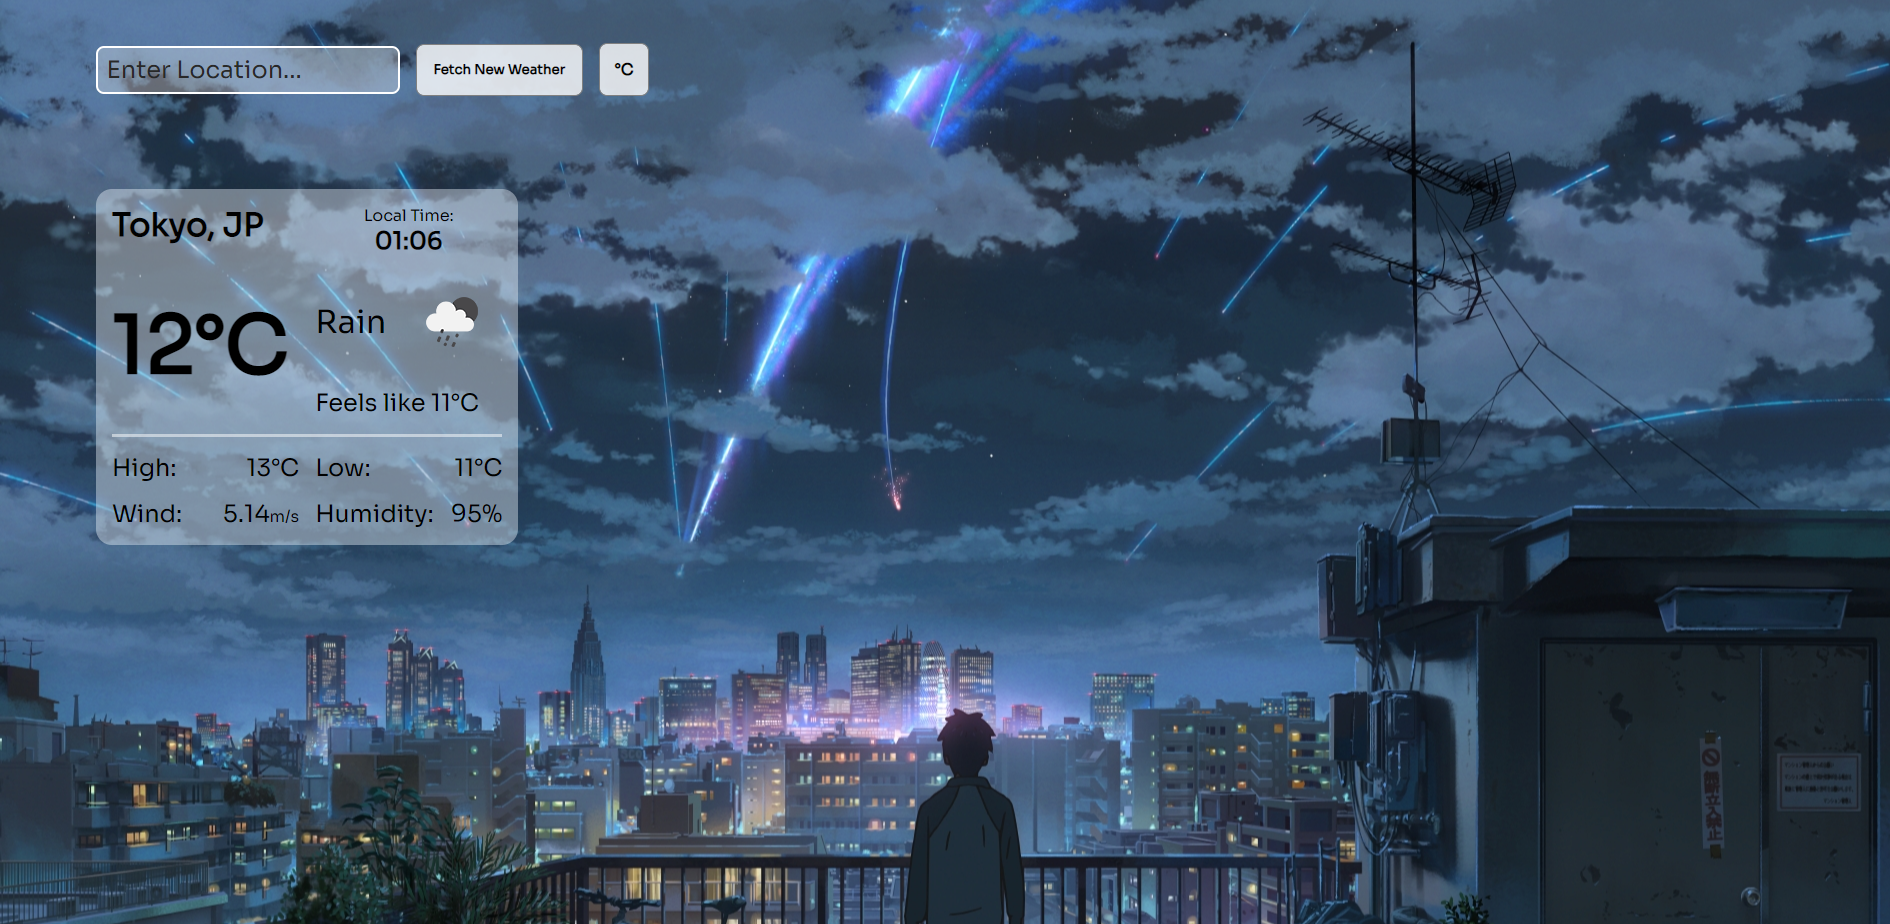 Enter Location...
Fetch New Weather
°C
Tokyo, JP
Local Time:
01:06
12°C
Rain
Feels like 11°C
High: 13°C Low: 11°C
Wind: 5.14m/s Humidity: 95%